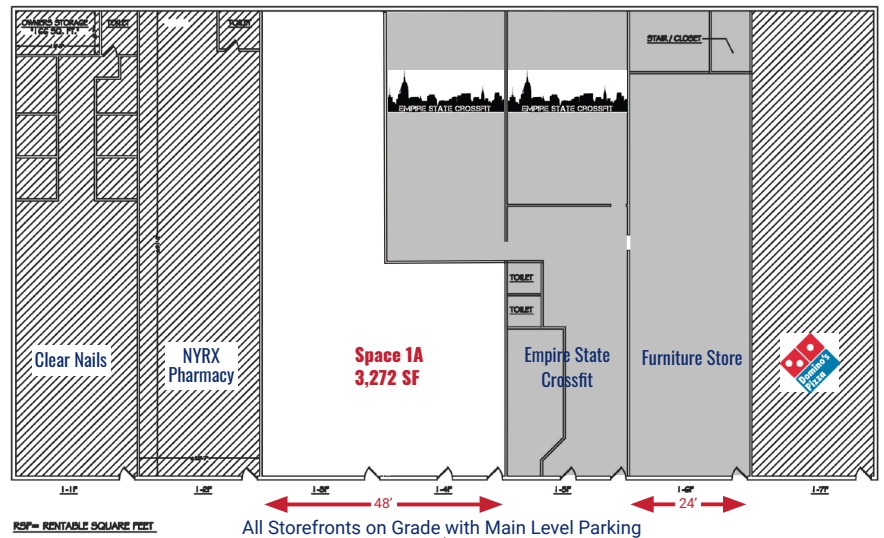 OWNERS STORAGE
166 SQ. FT.
TOILET
TOILET
STAIR / CLOSET
EMPIRE STATE CROSSFIT
EMPIRE STATE CROSSFIT
TOILET
TOILET
Clear Nails
NYRX
Pharmacy
Space 1A
3,272 SF
Empire State
Crossfit
Furniture Store
Domino's
Pizza
1-1F
1-2F
1-3F
1-4F
1-5F
1-6F
1-7F
48'
24'
RSF= RENTABLE SQUARE FEET
All Storefronts on Grade with Main Level Parking